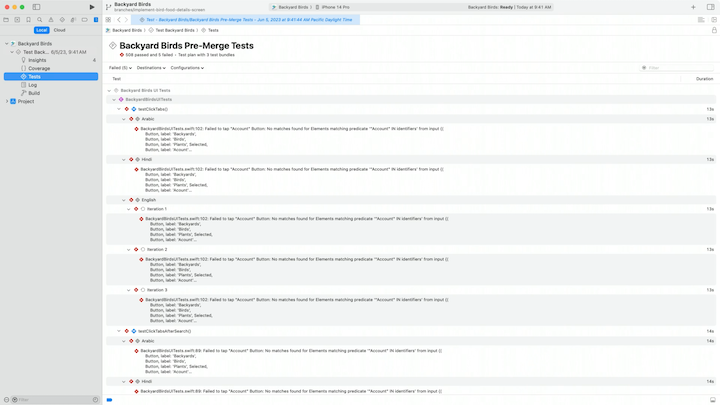 Backyard Birds
branches/implement-bird-food-details-screen
Backyard Birds
iPhone 14 Pro
Backyard Birds: Ready | Today at 9:41 AM
Test - Backyard Birds/Backyard Birds Pre-Merge Tests - Jun 5, 2023 at 9:41:44 AM Pacific Daylight Time
Local
Cloud
Backyard Birds
Test Backyard Birds
Tests
Backyard Birds
Test Back... 6/5/23, 9:41 AM
Insights
4
Coverage
Tests
Log
Build
Project
Backyard Birds Pre-Merge Tests
506 passed and 5 failed
Test plan with 3 test bundles
Failed (5)
Destinations
Configurations
Filter
Test
Duration
Backyard Birds UI Tests
BackyardBirdsUITests
testClickTabs()
13s
Arabic
13s
BackyardBirdsUITests.swift:102: Failed to tap "Account" Button: No matches found for Elements matching predicate '"Account" IN identifiers' from input {(
Button, label: 'Backyards',
Button, label: 'Birds',
Button, label: 'Plants', Selected,
Button, label: 'Acount'...
Hindi
13s
BackyardBirdsUITests.swift:102: Failed to tap "Account" Button: No matches found for Elements matching predicate '"Account" IN identifiers' from input {(
Button, label: 'Backyards',
Button, label: 'Birds',
Button, label: 'Plants', Selected,
Button, label: 'Acount'...
English
Iteration 1
13s
BackyardBirdsUITests.swift:102: Failed to tap "Account" Button: No matches found for Elements matching predicate '"Account" IN identifiers' from input {(
Button, label: 'Backyards',
Button, label: 'Birds',
Button, label: 'Plants', Selected,
Button, label: 'Acount'...
Iteration 2
13s
BackyardBirdsUITests.swift:102: Failed to tap "Account" Button: No matches found for Elements matching predicate '"Account" IN identifiers' from input {(
Button, label: 'Backyards',
Button, label: 'Birds',
Button, label: 'Plants', Selected,
Button, label: 'Acount'...
Iteration 3
13s
BackyardBirdsUITests.swift:102: Failed to tap "Account" Button: No matches found for Elements matching predicate '"Account" IN identifiers' from input {(
Button, label: 'Backyards',
Button, label: 'Birds',
Button, label: 'Plants', Selected,
Button, label: 'Acount'...
testClickTabsAfterSearch()
14s
Arabic
14s
BackyardBirdsUITests.swift:89: Failed to tap "Account" Button: No matches found for Elements matching predicate '"Account" IN identifiers' from input {(
Button, label: 'Backyards',
Button, label: 'Birds',
Button, label: 'Plants', Selected,
Button, label: 'Acount'...
Hindi
14s
BackyardBirdsUITests.swift:89: Failed to tap "Account" Button: No matches found for Elements matching predicate '"Account" IN identifiers' from input {(
Filter